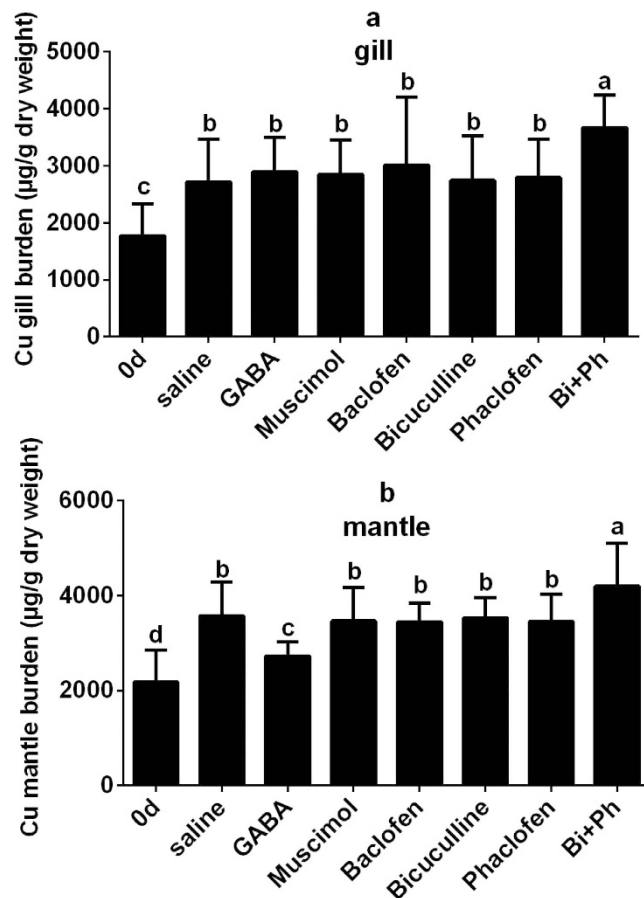 a
gill
Cu gill burden (µg/g dry weight)
5000
4000
3000
2000
1000
0
c
b
b
b
b
b
b
a
0d
saline
GABA
Muscimol
Baclofen
Bicuculline
Phaclofen
Bi+Ph
b
mantle
Cu mantle burden (µg/g dry weight)
6000
4000
2000
0
d
b
c
b
b
b
b
a
0d
saline
GABA
Muscimol
Baclofen
Bicuculline
Phaclofen
Bi+Ph